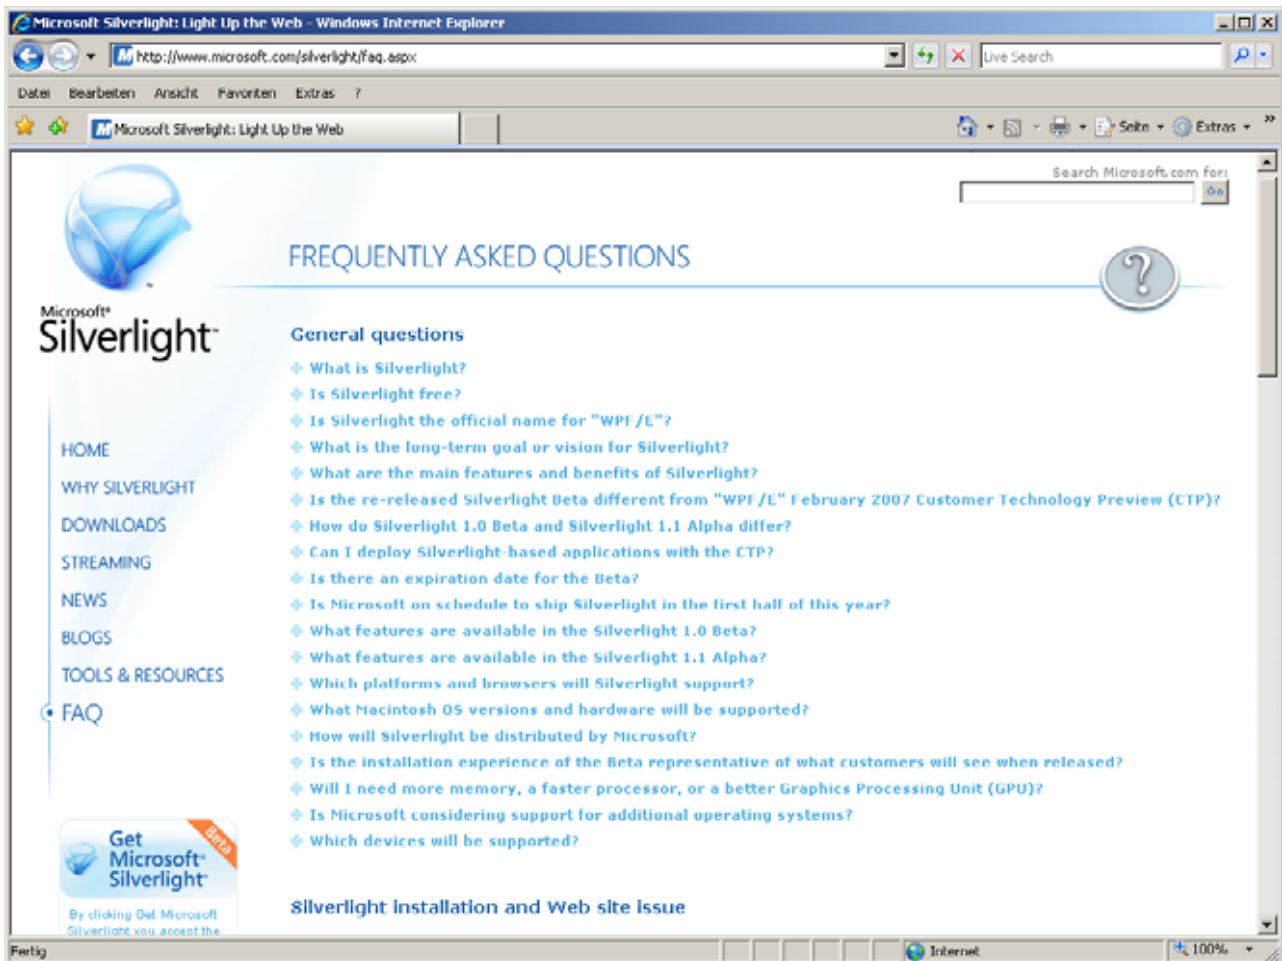 Microsoft Silverlight: Light Up the Web - Windows Internet Explorer
http://www.microsoft.com/silverlight/faq.aspx
Live Search
Datei Bearbeiten Ansicht Favoriten Extras ?
Microsoft Silverlight: Light Up the Web
Seite Extras »
Search Microsoft.com for:
Go
FREQUENTLY ASKED QUESTIONS
?
Microsoft®
Silverlight™
General questions
What is Silverlight?
Is Silverlight free?
Is Silverlight the official name for "WPF/E"?
What is the long-term goal or vision for Silverlight?
What are the main features and benefits of Silverlight?
Is the re-released Silverlight Beta different from "WPF/E" February 2007 Customer Technology Preview (CTP)?
How do Silverlight 1.0 Beta and Silverlight 1.1 Alpha differ?
Can I deploy Silverlight-based applications with the CTP?
Is there an expiration date for the Beta?
Is Microsoft on schedule to ship Silverlight in the first half of this year?
What features are available in the Silverlight 1.0 Beta?
What features are available in the Silverlight 1.1 Alpha?
Which platforms and browsers will Silverlight support?
What Macintosh OS versions and hardware will be supported?
How will Silverlight be distributed by Microsoft?
Is the installation experience of the Beta representative of what customers will see when released?
Will I need more memory, a faster processor, or a better Graphics Processing Unit (GPU)?
Is Microsoft considering support for additional operating systems?
Which devices will be supported?
Silverlight installation and Web site issue
HOME
WHY SILVERLIGHT
DOWNLOADS
STREAMING
NEWS
BLOGS
TOOLS & RESOURCES
FAQ
Get
Microsoft®
Silverlight™
Beta
By clicking Get Microsoft
Silverlight you accept the
Fertig
Internet
100%